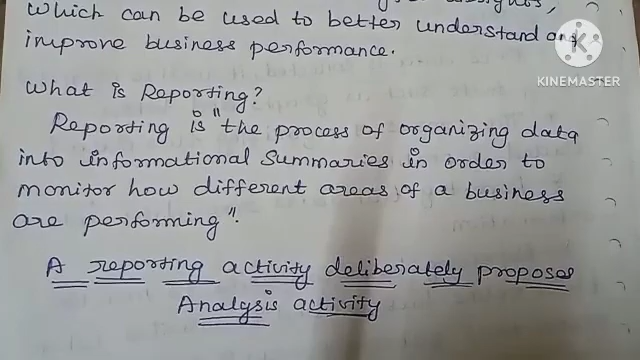 which can be used to better understand and
improve business performance.
KINEMASTER
What is Reporting?
Reporting is "the process of organizing data
into informational summaries in order to
monitor how different areas of a business
are performing".
A reporting activity deliberately proposes
Analysis activity